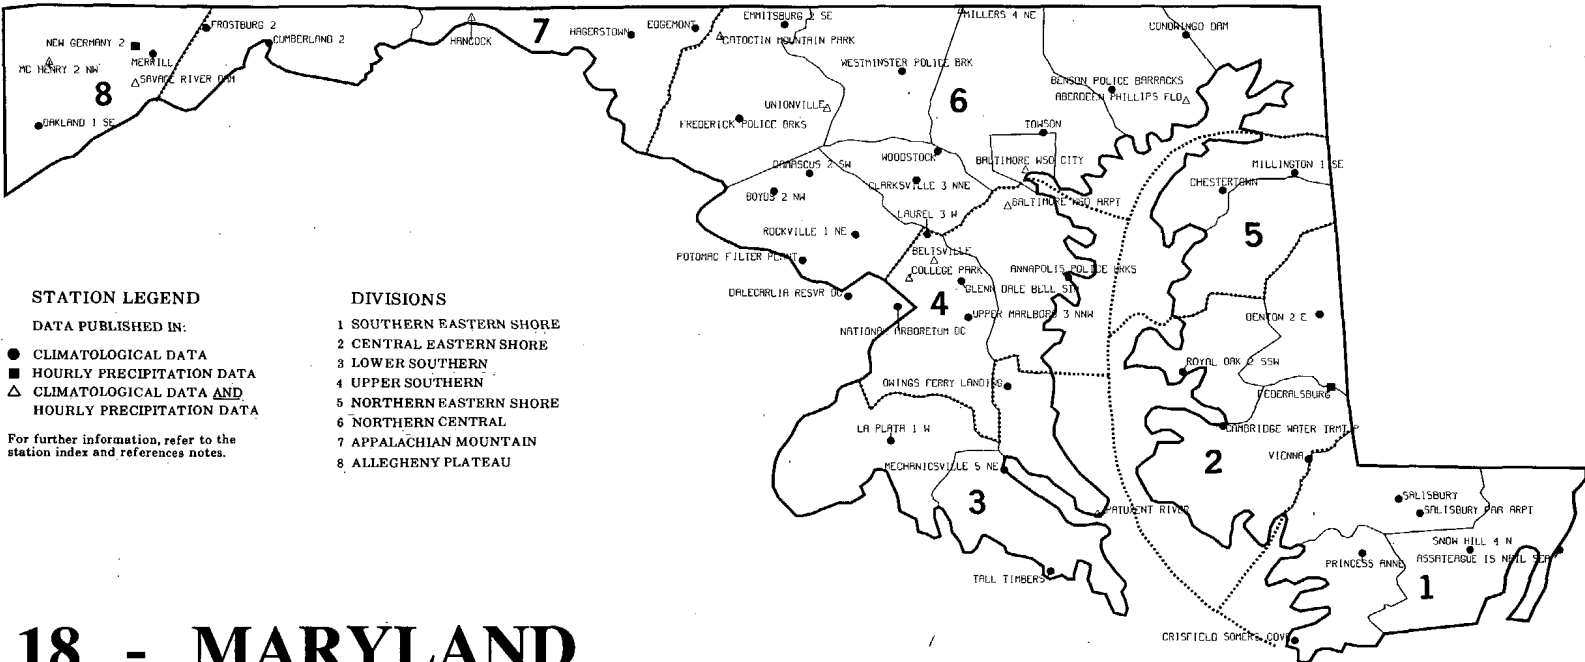 FROSTBURG 2
NEW GERMANY 2
CUMBERLAND 2
MERRILL
MC HENRY 2 NW
SAVAGE RIVER DAM
8
OAKLAND 1 SE
HANCOCK
7
HAGERSTOWN
EDGEMONT
EMMITSBURG 2 SE
CATOCTIN MOUNTAIN PARK
MILLERS 4 NE
CONOWINGO DAM
WESTMINSTER POLICE BRK
6
BENSON POLICE BARRACKS
ABERDEEN PHILLIPS FLD
UNIONVILLE
FREDERICK POLICE BRKS
TOWSON
DAMASCUS 2 SW
WOODSTOCK
BALTIMORE WSO CITY
MILLINGTON 1 SE
CHESTERTOWN
BOYDS 2 NW
CLARKSVILLE 3 NNE
BALTIMORE WSO ARPT
LAUREL 3 W
ROCKVILLE 1 NE
5
BELTSVILLE
POTOMAC FILTER PLANT
COLLEGE PARK
ANNAPOLIS POLICE BRKS
GLENN DALE BELL STN
DALECARLIA RESVR DC
4
UPPER MARLBORO 3 NNW
NATIONAL ARBORETUM DC
DENTON 2 E
ROYAL OAK 2 SSW
OWINGS FERRY LANDING
FEDERALSBURG
LA PLATA 1 W
CAMBRIDGE WATER TRMT P
MECHANICSVILLE 5 NE
2
VIENNA
3
PATUXENT RIVER
SALISBURY
SALISBURY FAA ARPT
SNOW HILL 4 N
PRINCESS ANNE
ASSATEAGUE IS NATL SEA
TALL TIMBERS
1
CRISFIELD SOMERS COVE
STATION LEGEND
DATA PUBLISHED IN:
CLIMATOLOGICAL DATA
HOURLY PRECIPITATION DATA
CLIMATOLOGICAL DATA AND
HOURLY PRECIPITATION DATA
For further information, refer to the
station index and references notes.
DIVISIONS
1 SOUTHERN EASTERN SHORE
2 CENTRAL EASTERN SHORE
3 LOWER SOUTHERN
4 UPPER SOUTHERN
5 NORTHERN EASTERN SHORE
6 NORTHERN CENTRAL
7 APPALACHIAN MOUNTAIN
8 ALLEGHENY PLATEAU
18 - MARYLAND